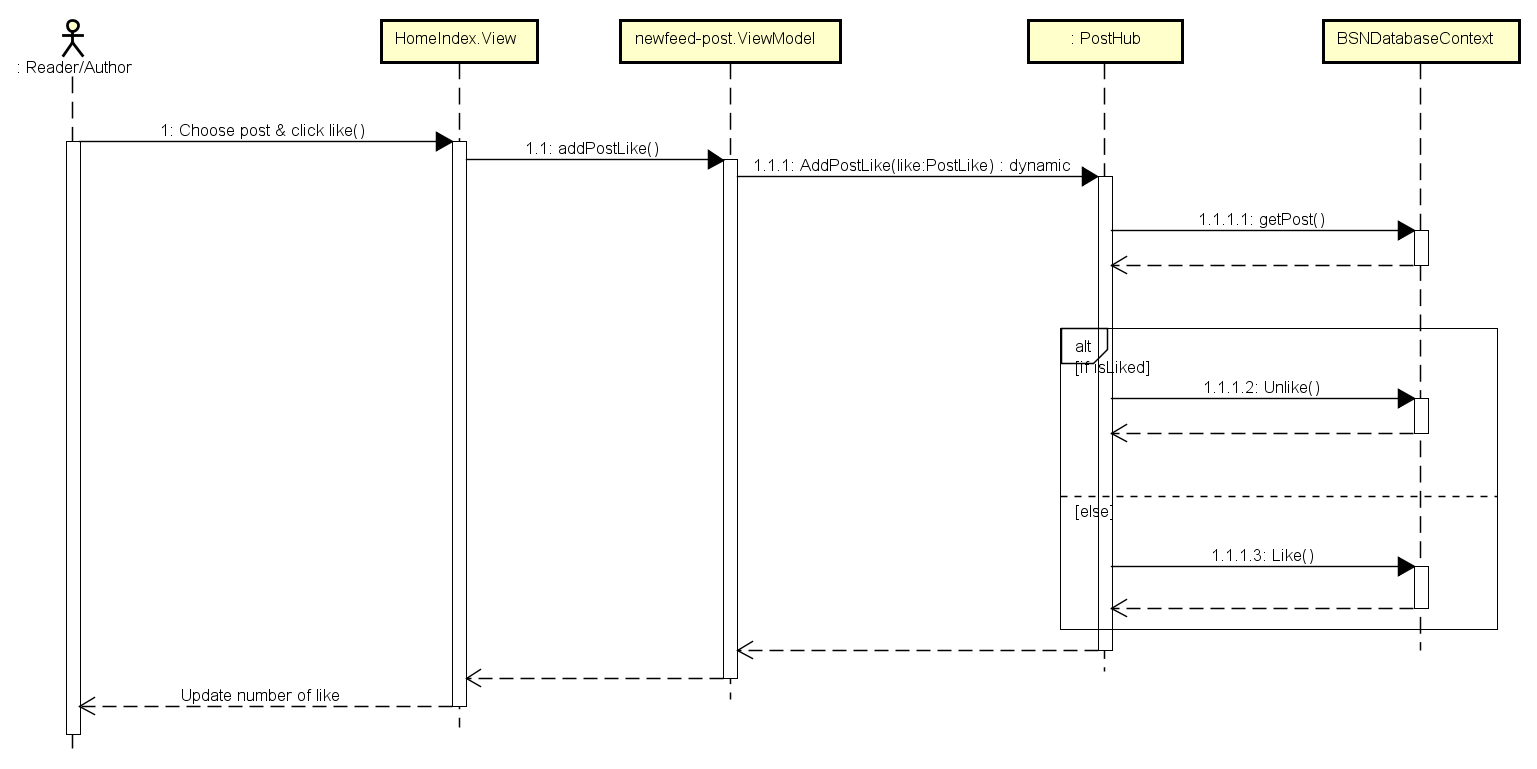 HomeIndex.View
newfeed-post.ViewModel
: PostHub
BSNDatabaseContext
: Reader/Author
1: Choose post & click like()
1.1: addPostLike()
1.1.1: AddPostLike(like:PostLike) : dynamic
1.1.1.1: getPost()
alt
[if isLiked]
1.1.1.2: Unlike()
[else]
1.1.1.3: Like()
Update number of like